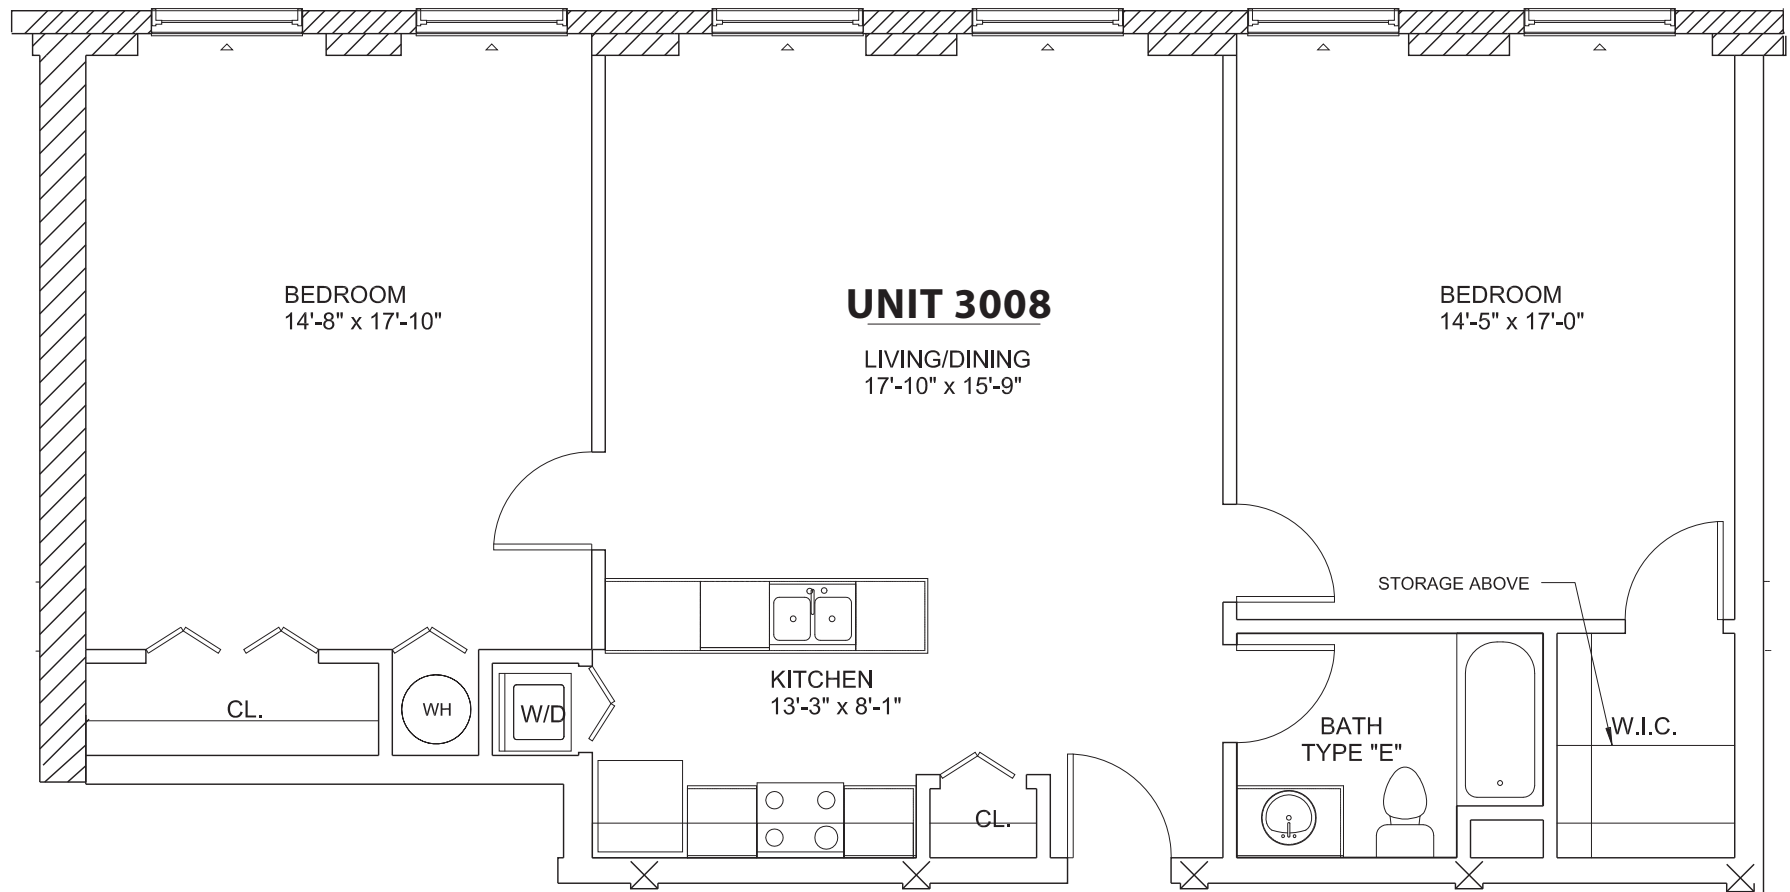 BEDROOM
14'-8" x 17'-10"
UNIT 3008
LIVING/DINING
17'-10" x 15'-9"
BEDROOM
14'-5" x 17'-0"
STORAGE ABOVE
KITCHEN
13'-3" x 8'-1"
CL.
WH
W/D
BATH
TYPE "E"
W.I.C.
CL.